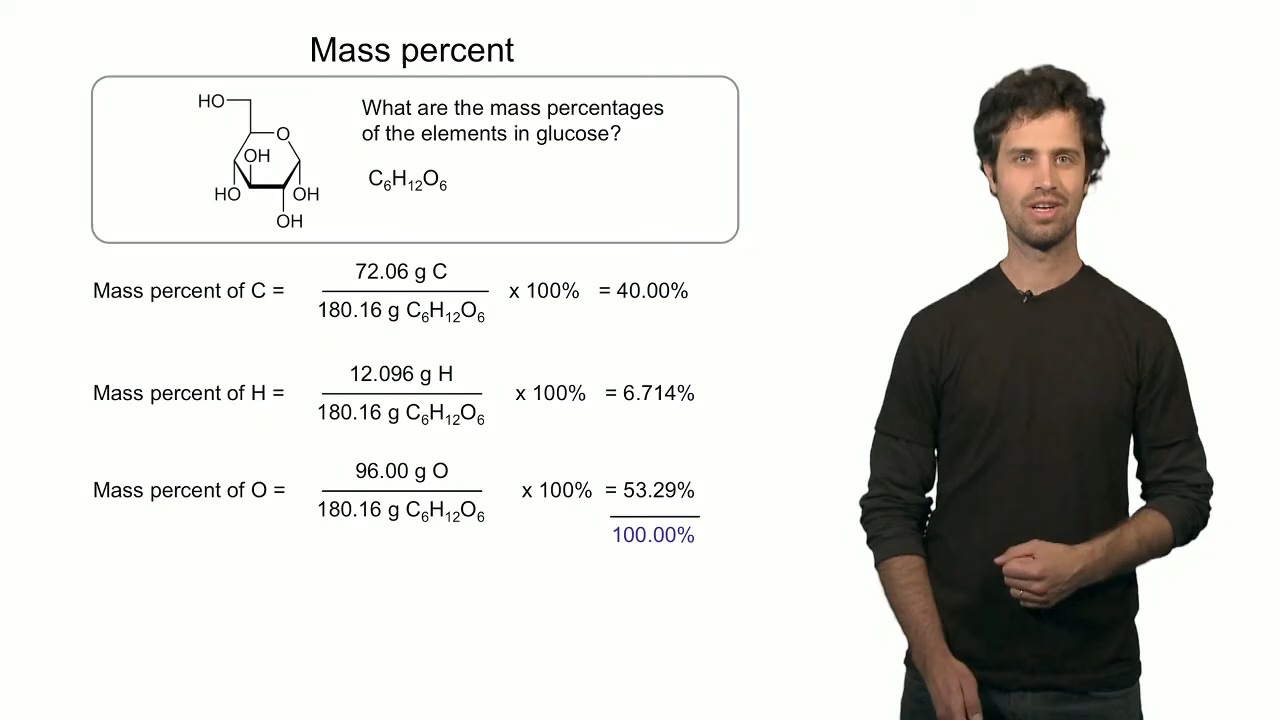 Mass percent
HO
O
OH
HO
OH
OH
What are the mass percentages
of the elements in glucose?
C₆H₁₂O₆
Mass percent of C = 72.06 g C / 180.16 g C₆H₁₂O₆ x 100% = 40.00%
Mass percent of H = 12.096 g H / 180.16 g C₆H₁₂O₆ x 100% = 6.714%
Mass percent of O = 96.00 g O / 180.16 g C₆H₁₂O₆ x 100% = 53.29%
100.00%